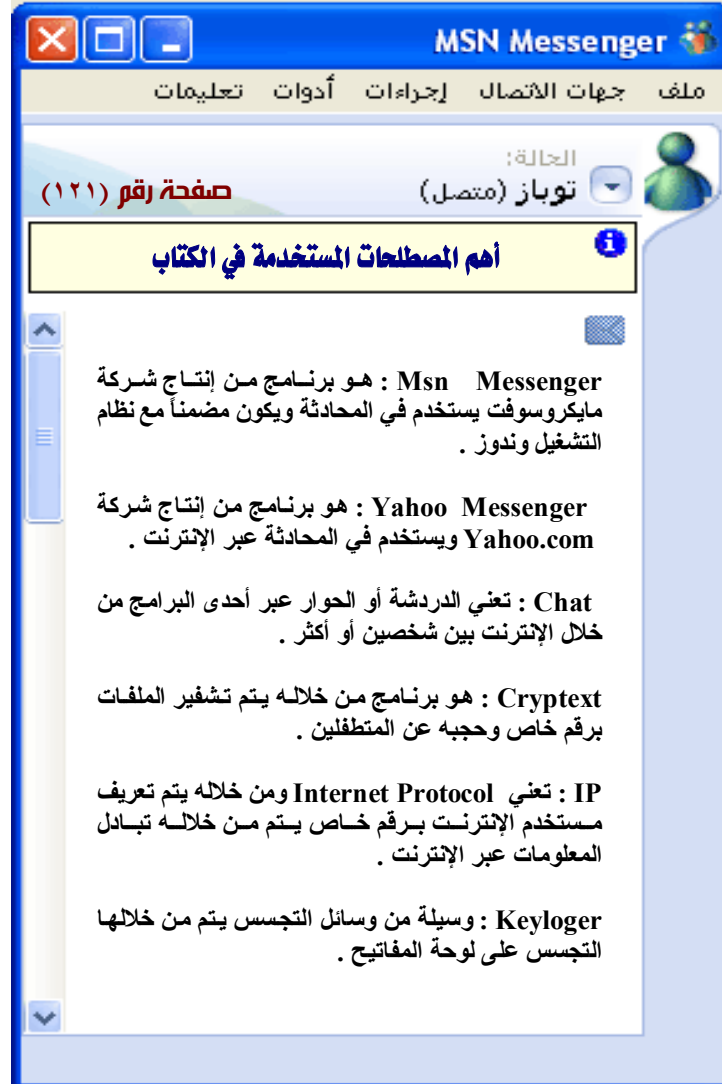 MSN Messenger
ملف جهات الاتصال إجراءات أدوات تعليمات
الحالة:
توباز (متصل)
صفحة رقم (١٢١)
أهم المصطلحات المستخدمة في الكتاب
Msn Messenger : هو برنامج من إنتاج شركة
مايكروسوفت يستخدم في المحادثة ويكون مضمناً مع نظام
التشغيل وندوز .
Yahoo Messenger : هو برنامج من إنتاج شركة
Yahoo.com ويستخدم في المحادثة عبر الإنترنت .
Chat : تعني الدردشة أو الحوار عبر أحدى البرامج من
خلال الإنترنت بين شخصين أو أكثر .
Cryptext : هو برنامج من خلاله يتم تشفير الملفات
برقم خاص وحجبه عن المتطفلين .
IP : تعني Internet Protocol ومن خلاله يتم تعريف
مستخدم الإنترنت برقم خاص يتم من خلاله تبادل
المعلومات عبر الإنترنت .
Keyloger : وسيلة من وسائل التجسس يتم من خلالها
التجسس على لوحة المفاتيح .